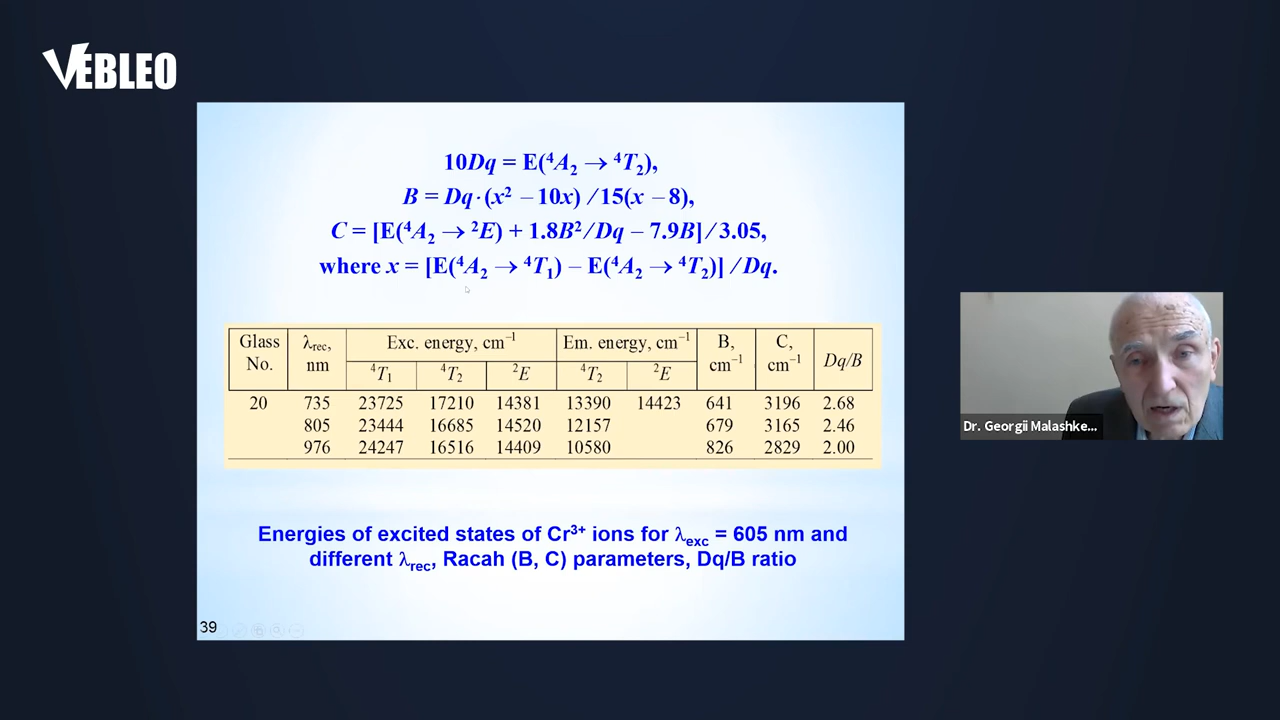 VEBLEO
10Dq = E(⁴A₂ → ⁴T₂),
B = Dq·(x² – 10x) ⁄ 15(x – 8),
C = [E(⁴A₂ → ²E) + 1.8B² ⁄ Dq – 7.9B] ⁄ 3.05,
where x = [E(⁴A₂ → ⁴T₁) – E(⁴A₂ → ⁴T₂)] ⁄ Dq.
Glass No. λrec, nm Exc. energy, cm⁻¹ Em. energy, cm⁻¹ B, cm⁻¹ C, cm⁻¹ Dq/B
⁴T₁ ⁴T₂ ²E ⁴T₂ ²E
20 735 23725 17210 14381 13390 14423 641 3196 2.68
805 23444 16685 14520 12157 679 3165 2.46
976 24247 16516 14409 10580 826 2829 2.00
Energies of excited states of Cr³⁺ ions for λexc = 605 nm and
different λrec, Racah (B, C) parameters, Dq/B ratio
39
Dr. Georgii Malashke...